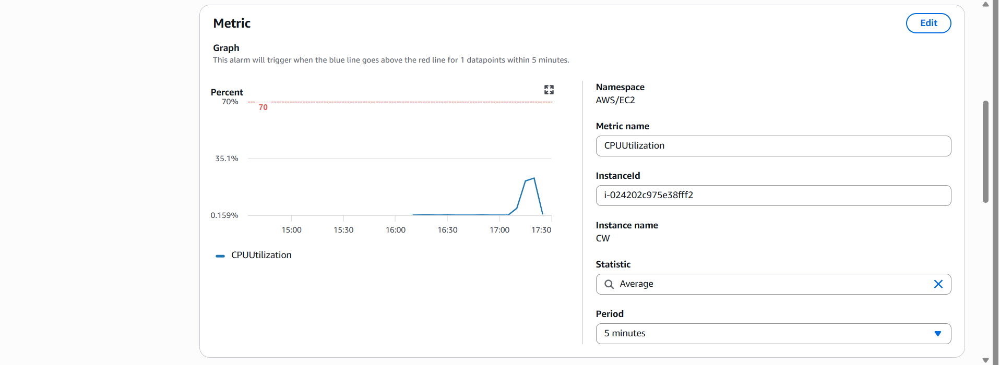 Metric
Edit
Graph
This alarm will trigger when the blue line goes above the red line for 1 datapoints within 5 minutes.
Percent
70%
70
35.1%
0.159%
15:00
15:30
16:00
16:30
17:00
17:30
CPUUtilization
Namespace
AWS/EC2
Metric name
CPUUtilization
InstanceId
i-024202c975e38fff2
Instance name
CW
Statistic
Average
Period
5 minutes